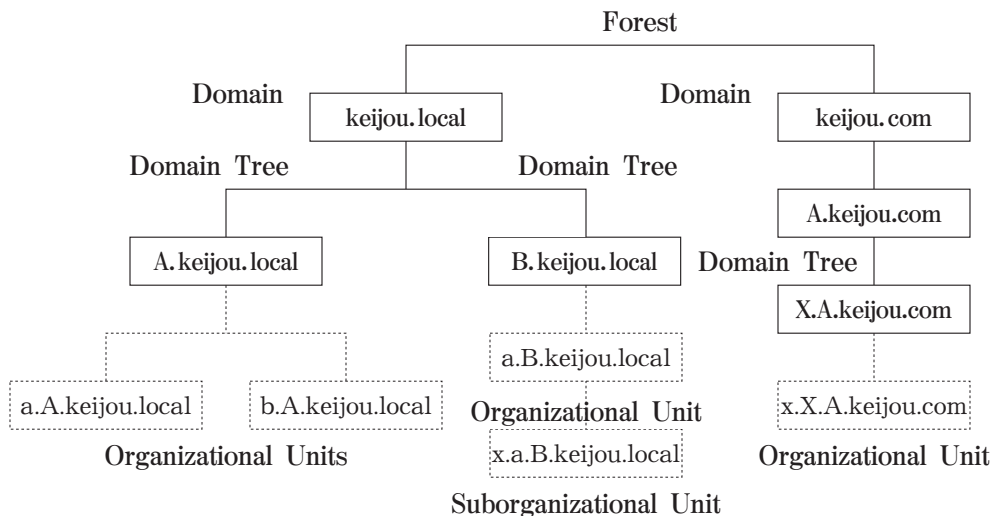 Forest
Domain
Domain
keijou.local
keijou.com
Domain Tree
Domain Tree
A.keijou.com
A.keijou.local
B.keijou.local
Domain Tree
X.A.keijou.com
a.B.keijou.local
a.A.keijou.local
b.A.keijou.local
Organizational Unit
x.X.A.keijou.com
Organizational Units
x.a.B.keijou.local
Organizational Unit
Suborganizational Unit